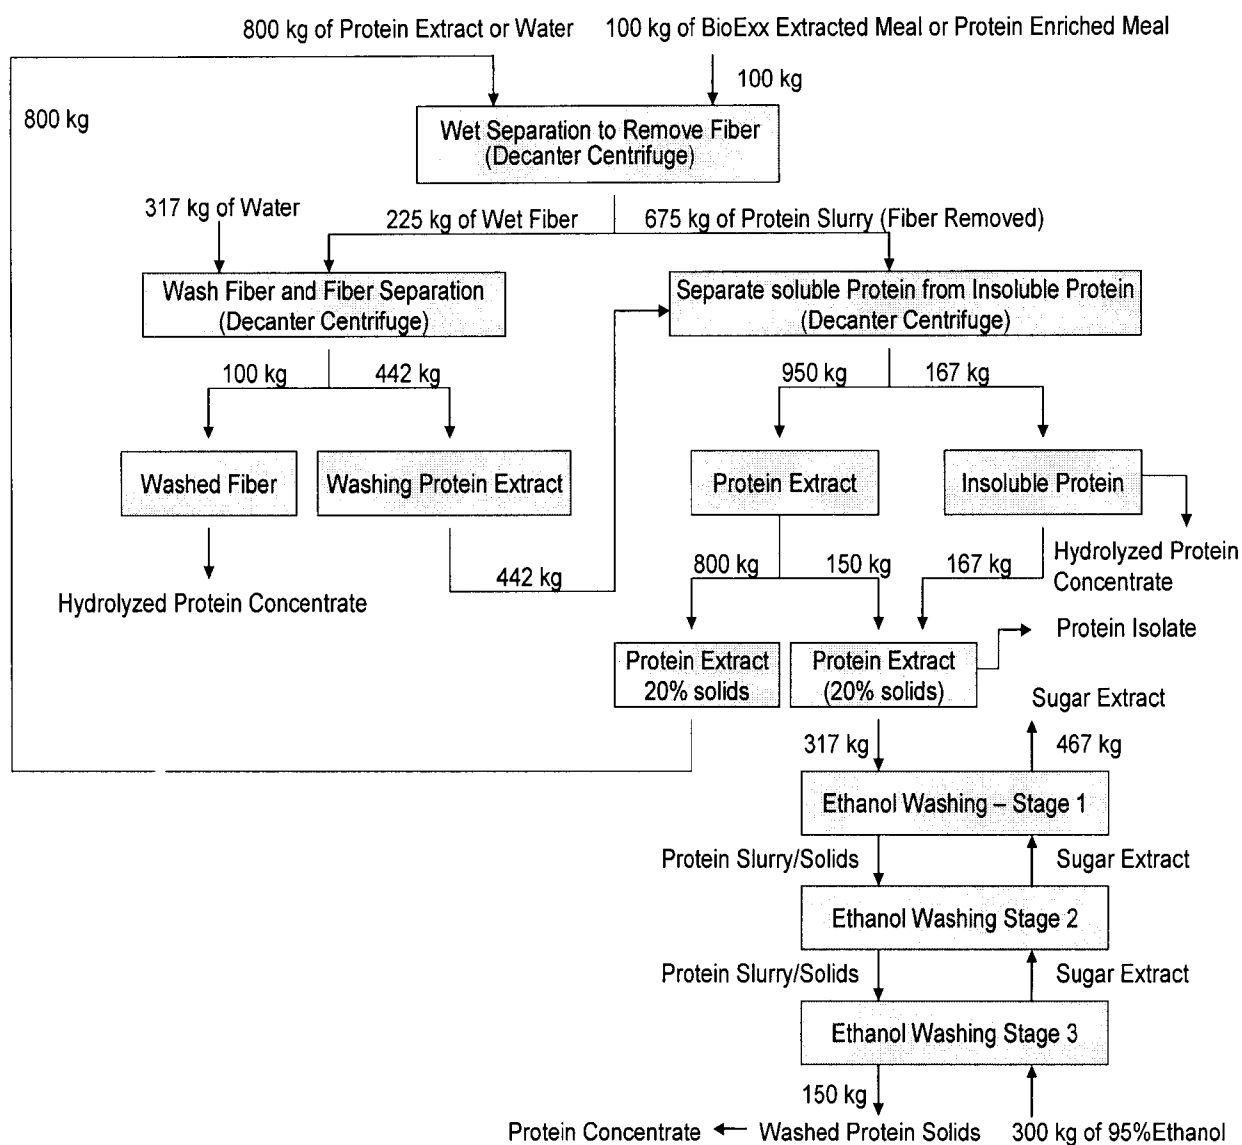 800 kg of Protein Extract or Water
100 kg of BioExx Extracted Meal or Protein Enriched Meal
800 kg
100 kg
Wet Separation to Remove Fiber
(Decanter Centrifuge)
317 kg of Water
225 kg of Wet Fiber
675 kg of Protein Slurry (Fiber Removed)
Wash Fiber and Fiber Separation
(Decanter Centrifuge)
Separate soluble Protein from Insoluble Protein
(Decanter Centrifuge)
100 kg
442 kg
950 kg
167 kg
Washed Fiber
Washing Protein Extract
Protein Extract
Insoluble Protein
442 kg
800 kg
150 kg
167 kg
Hydrolyzed Protein
Concentrate
Hydrolyzed Protein Concentrate
Protein Isolate
Protein Extract
20% solids
Protein Extract
(20% solids)
Sugar Extract
317 kg
467 kg
Ethanol Washing – Stage 1
Protein Slurry/Solids
Sugar Extract
Ethanol Washing Stage 2
Protein Slurry/Solids
Sugar Extract
Ethanol Washing Stage 3
150 kg
Protein Concentrate
Washed Protein Solids
300 kg of 95%Ethanol